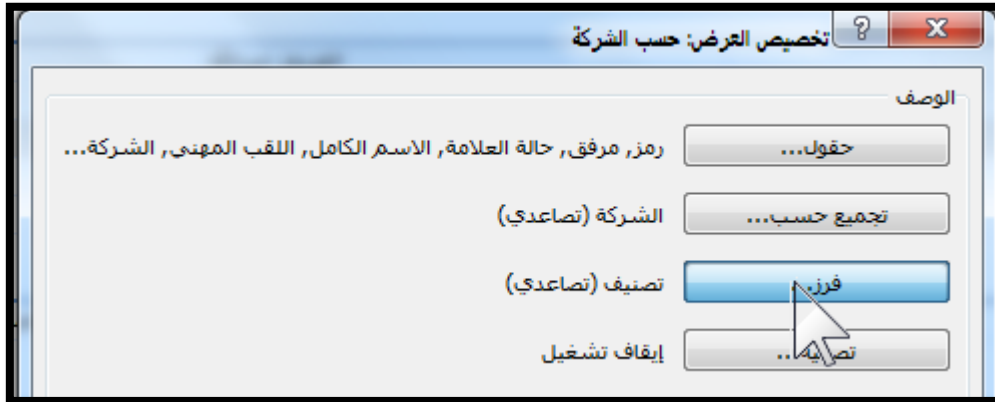 تخصيص العرض: حسب الشركة
الوصف
حقول... رمز, مرفق, حالة العلامة, الاسم الكامل, اللقب المهني, الشركة...
تجميع حسب... الشركة (تصاعدي)
فرز... تصنيف (تصاعدي)
إيقاف تشغيل